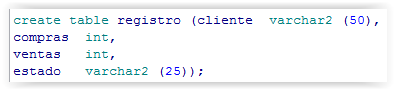 create table registro (cliente  varchar2 (50),
compras  int,
ventas   int,
estado   varchar2 (25));